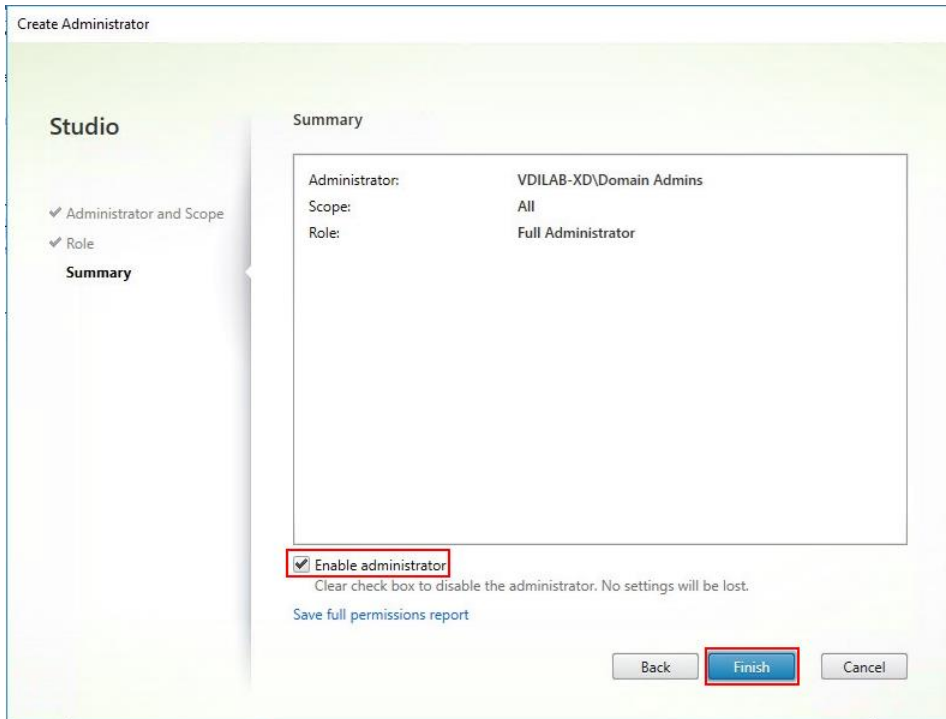 Create Administrator
Studio
Administrator and Scope
Role
Summary
Summary
Administrator: VDILAB-XD\Domain Admins
Scope: All
Role: Full Administrator
Enable administrator
Clear check box to disable the administrator. No settings will be lost.
Save full permissions report
Back Finish Cancel